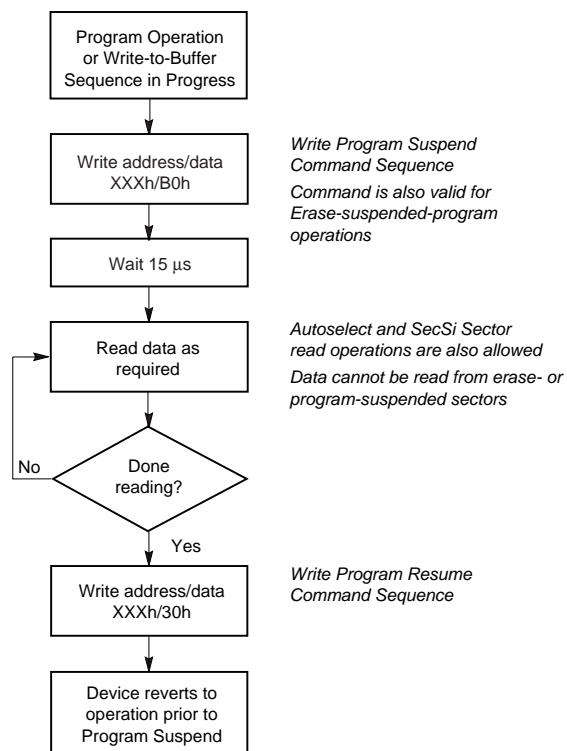 Program Operation
or Write-to-Buffer
Sequence in Progress
Write address/data
XXXh/B0h
Write Program Suspend
Command Sequence
Command is also valid for
Erase-suspended-program
operations
Wait 15 μs
Read data as
required
Autoselect and SecSi Sector
read operations are also allowed
Data cannot be read from erase- or
program-suspended sectors
No
Done
reading?
Yes
Write address/data
XXXh/30h
Write Program Resume
Command Sequence
Device reverts to
operation prior to
Program Suspend